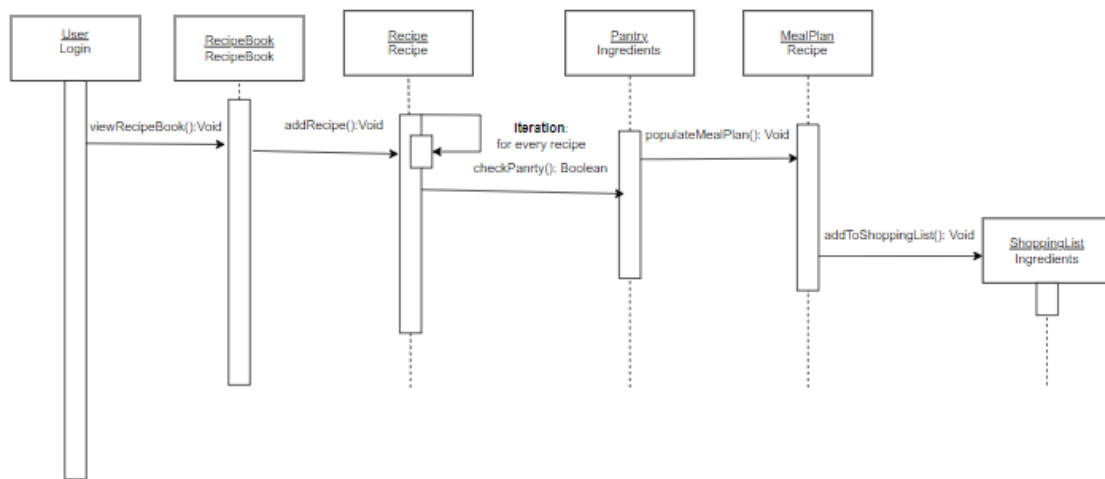 User
Login
RecipeBook
RecipeBook
Recipe
Recipe
Pantry
Ingredients
MealPlan
Recipe
viewRecipeBook():Void
addRecipe():Void
iteration:
for every recipe
checkPanrty(): Boolean
populateMealPlan(): Void
addToShoppingList(): Void
ShoppingList
Ingredients